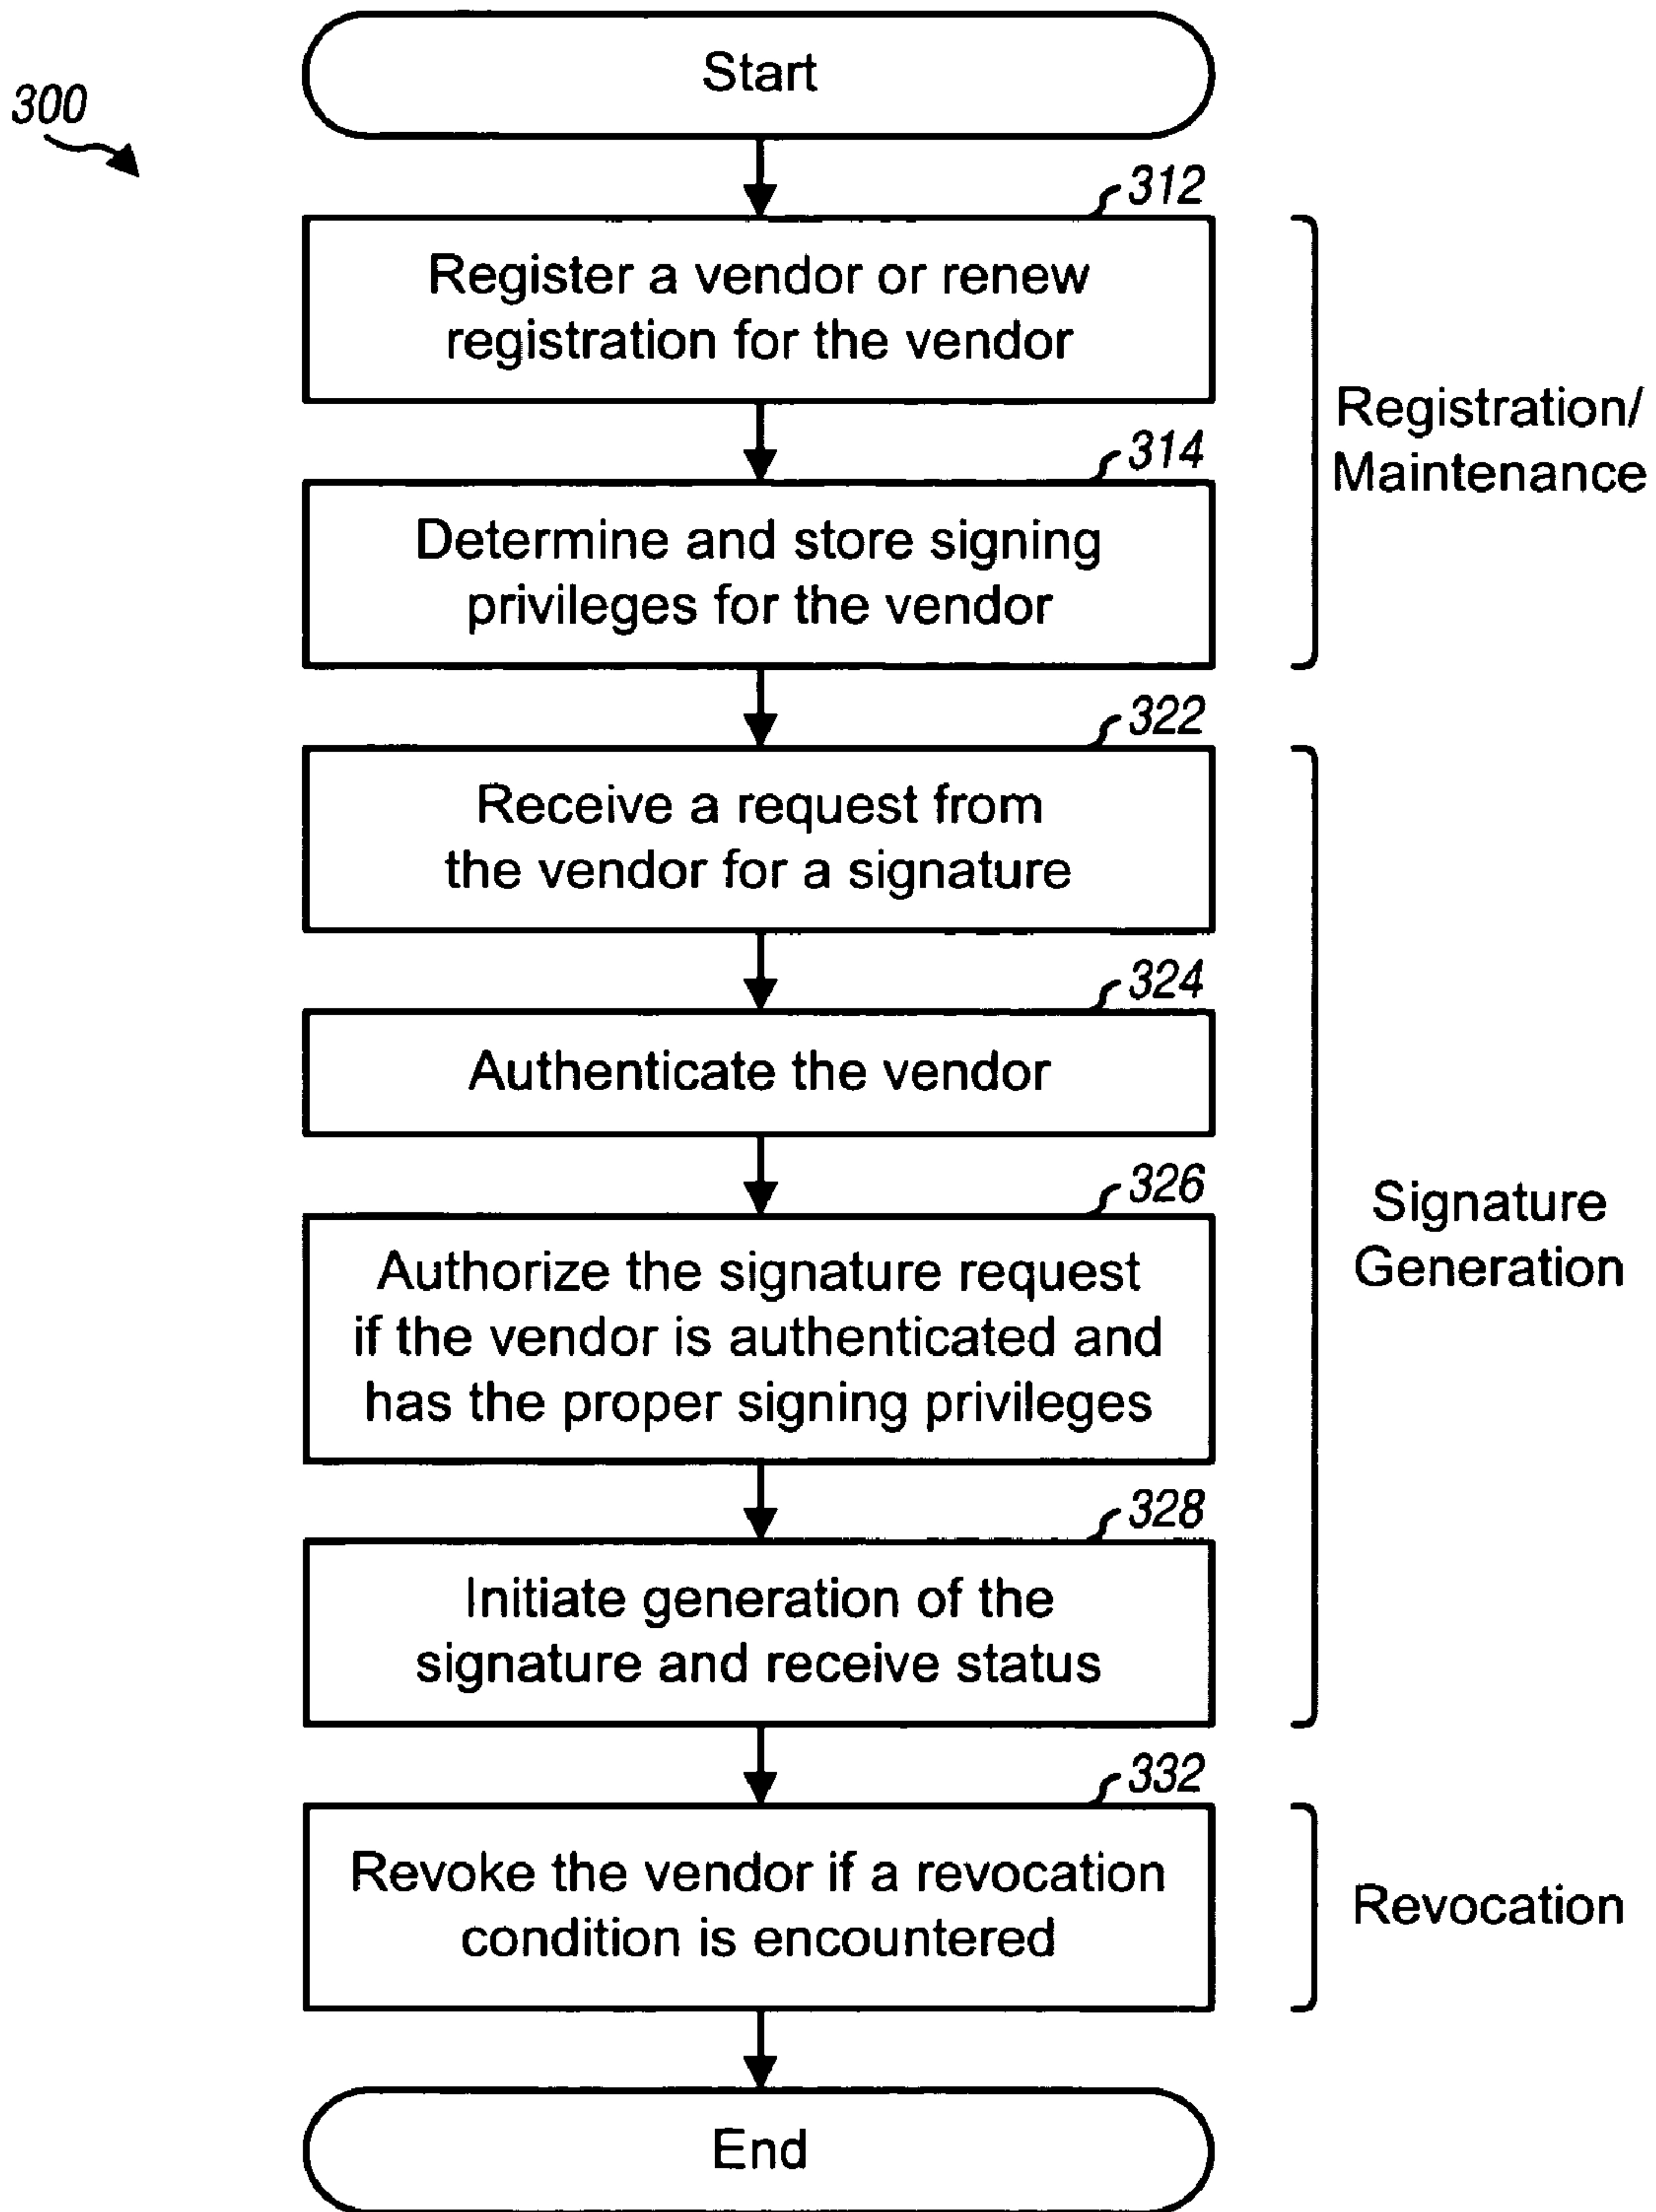 300
Start
312
Register a vendor or renew
registration for the vendor
Registration/
Maintenance
314
Determine and store signing
privileges for the vendor
322
Receive a request from
the vendor for a signature
324
Authenticate the vendor
326
Authorize the signature request
if the vendor is authenticated and
has the proper signing privileges
Signature
Generation
328
Initiate generation of the
signature and receive status
332
Revoke the vendor if a revocation
condition is encountered
Revocation
End